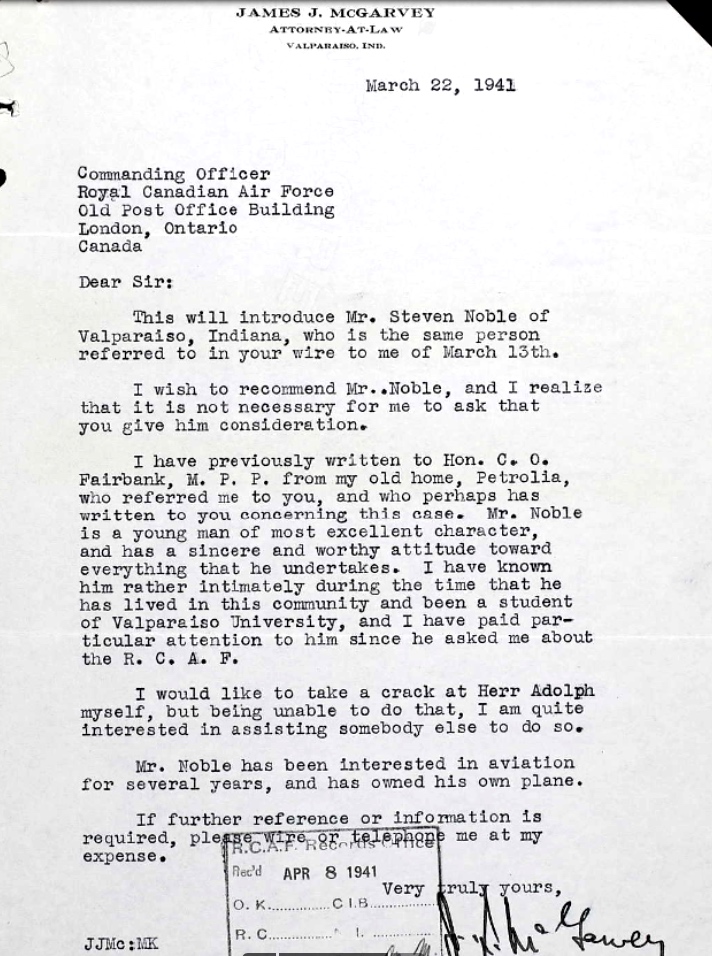 JAMES J. McGARVEY
ATTORNEY-AT-LAW
VALPARAISO, IND.
March 22, 1941
Commanding Officer
Royal Canadian Air Force
Old Post Office Building
London, Ontario
Canada
Dear Sir:
This will introduce Mr. Steven Noble of
Valparaiso, Indiana, who is the same person
referred to in your wire to me of March 13th.
I wish to recommend Mr..Noble, and I realize
that it is not necessary for me to ask that
you give him consideration.
I have previously written to Hon. C. O.
Fairbank, M. P. P. from my old home, Petrolia,
who referred me to you, and who perhaps has
written to you concerning this case. Mr. Noble
is a young man of most excellent character,
and has a sincere and worthy attitude toward
everything that he undertakes. I have known
him rather intimately during the time that he
has lived in this community and been a student
of Valparaiso University, and I have paid par-
ticular attention to him since he asked me about
the R. C. A. F.
I would like to take a crack at Herr Adolph
myself, but being unable to do that, I am quite
interested in assisting somebody else to do so.
Mr. Noble has been interested in aviation
for several years, and has owned his own plane.
If further reference or information is
required, please wire or telephone me at my
expense.
R.C.A.F. Records Office
Rec'd APR 8 1941
Very truly yours,
O. K..............C I.B..............
R. C.............. I. ..............
J. J. McGarvey
JJMc:MK